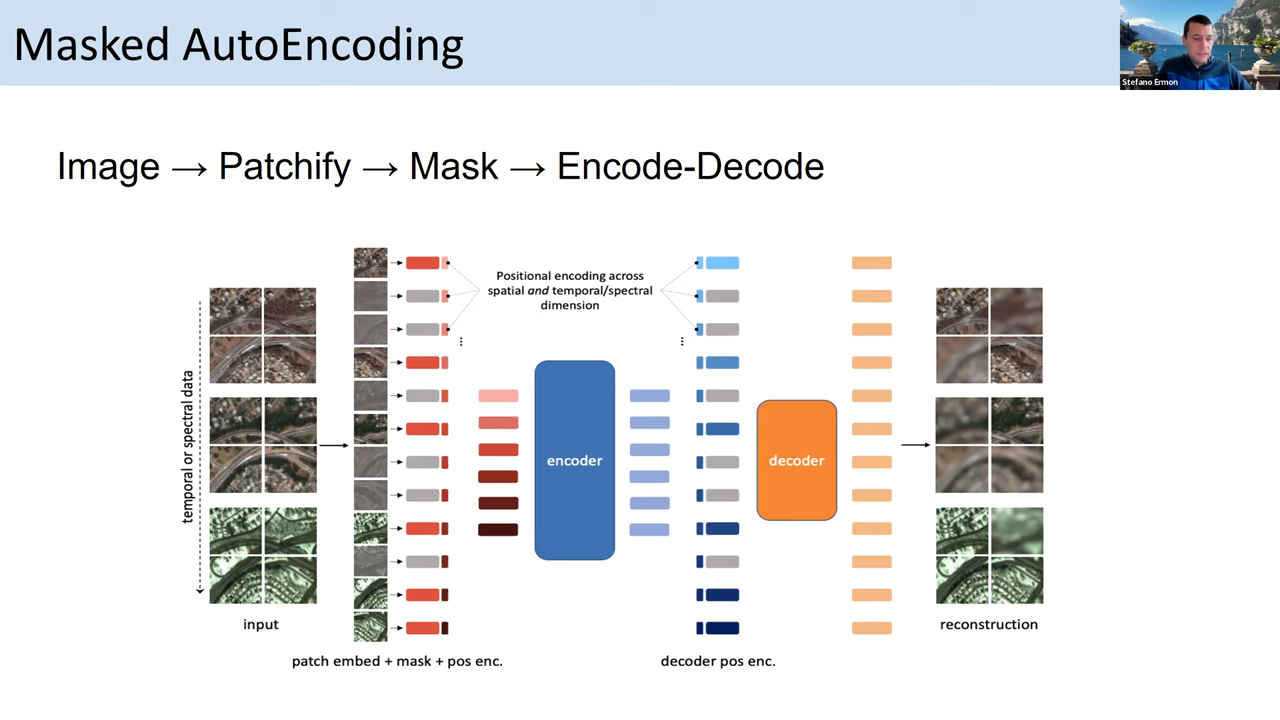 Masked AutoEncoding
Stefano Ermon
Image → Patchify → Mask → Encode-Decode
Positional encoding across
spatial and temporal/spectral
dimension
temporal or spectral data
encoder
decoder
input
reconstruction
patch embed + mask + pos enc.
decoder pos enc.